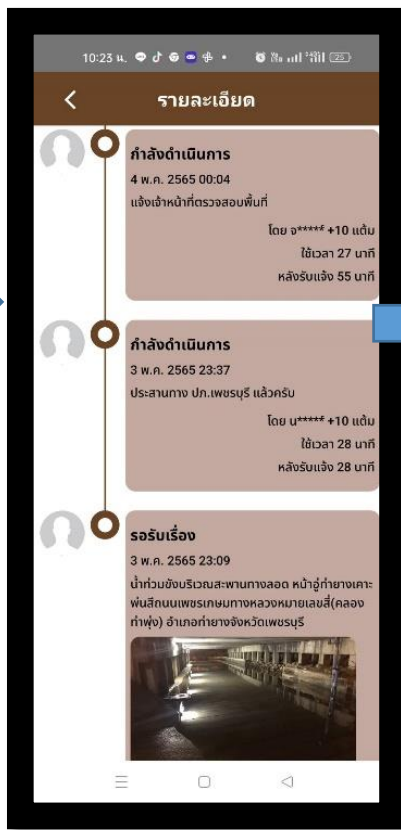 10:23 น.
25
รายละเอียด
กำลังดำเนินการ
4 พ.ค. 2565 00:04
แจ้งเจ้าหน้าที่ตรวจสอบพื้นที่
โดย จ***** +10 แต้ม
ใช้เวลา 27 นาที
หลังรับแจ้ง 55 นาที
กำลังดำเนินการ
3 พ.ค. 2565 23:37
ประสานทาง ปภ.เพชรบุรี แล้วครับ
โดย น***** +10 แต้ม
ใช้เวลา 28 นาที
หลังรับแจ้ง 28 นาที
รอรับเรื่อง
3 พ.ค. 2565 23:09
น้ำท่วมขังบริเวณสะพานทางลอด หน้าอู่ท่ายางเคาะ
พ่นสีถนนเพชรเกษมทางหลวงหมายเลขสี่(คลอง
ท่าพุ่ง) อำเภอท่ายางจังหวัดเพชรบุรี